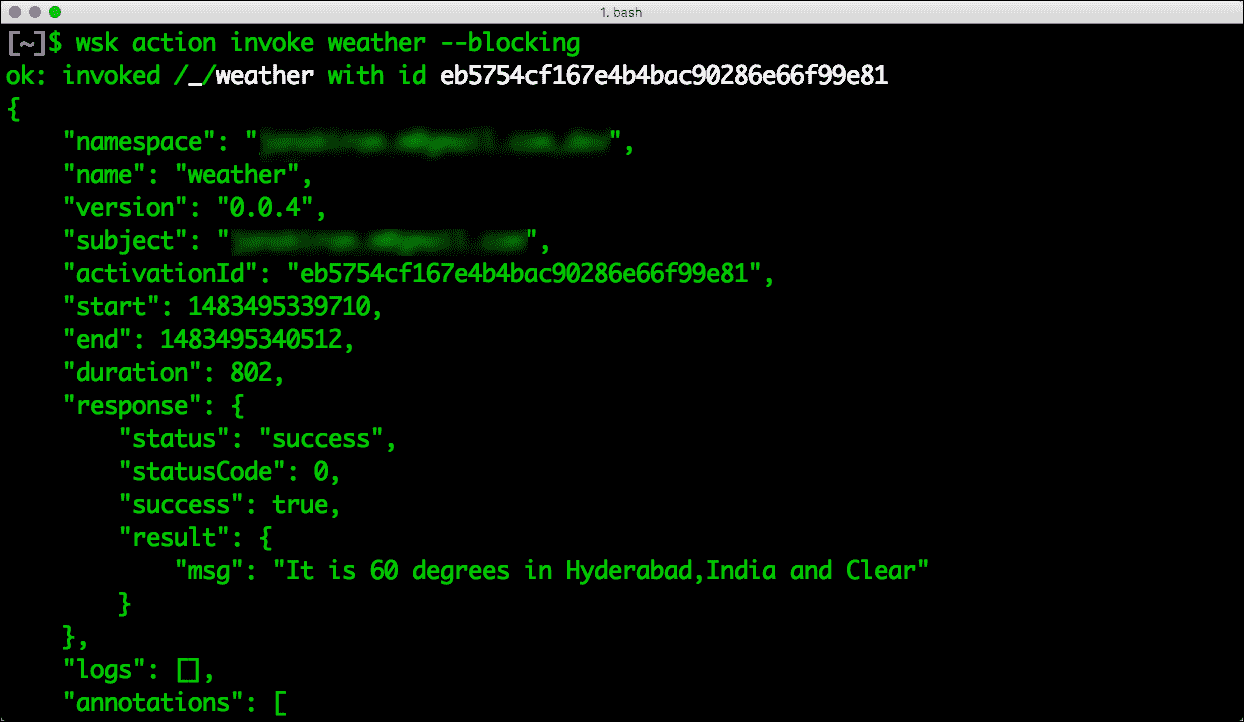 1. bash
[~]$ wsk action invoke weather --blocking
ok: invoked /_/weather with id eb5754cf167e4b4bac90286e66f99e81
{
    "namespace": "",
    "name": "weather",
    "version": "0.0.4",
    "subject": "",
    "activationId": "eb5754cf167e4b4bac90286e66f99e81",
    "start": 1483495339710,
    "end": 1483495340512,
    "duration": 802,
    "response": {
        "status": "success",
        "statusCode": 0,
        "success": true,
        "result": {
            "msg": "It is 60 degrees in Hyderabad,India and Clear"
        }
    },
    "logs": [],
    "annotations": [